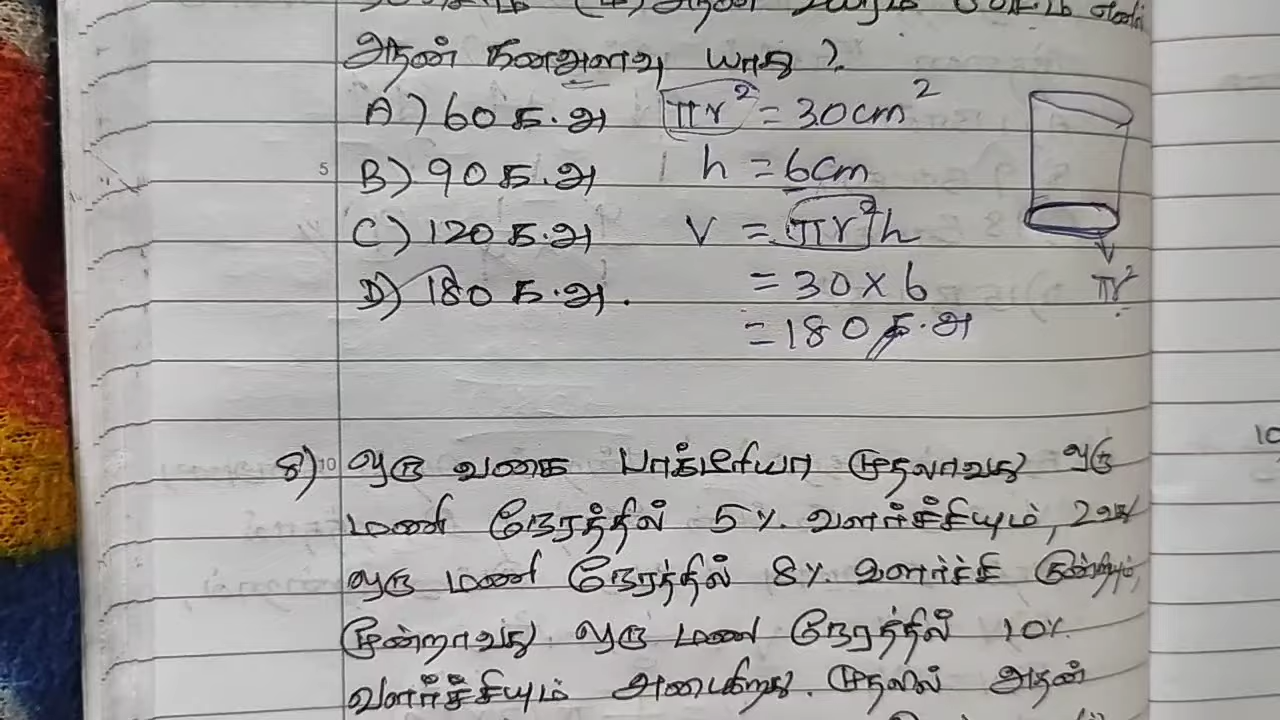 அதன் கனஅளவு யாது?
A) 60 க.அ πr² = 30cm²
B) 90 க.அ h = 6cm
C) 120 க.அ V = πr²h
= 30 × 6 πr²
D) 180 க.அ.
= 180 க.அ
8) ஒரு வகை பாக்டீரியா முதலாவது ஒரு
மணி நேரத்தில் 5%. வளர்ச்சியும், 2வது
ஒரு மணி நேரத்தில் 8%. வளர்ச்சி குன்றியும்,
மூன்றாவது ஒரு மணி நேரத்தில் 10%.
வளர்ச்சியும் அடைகிறது. முதலில் அதன்